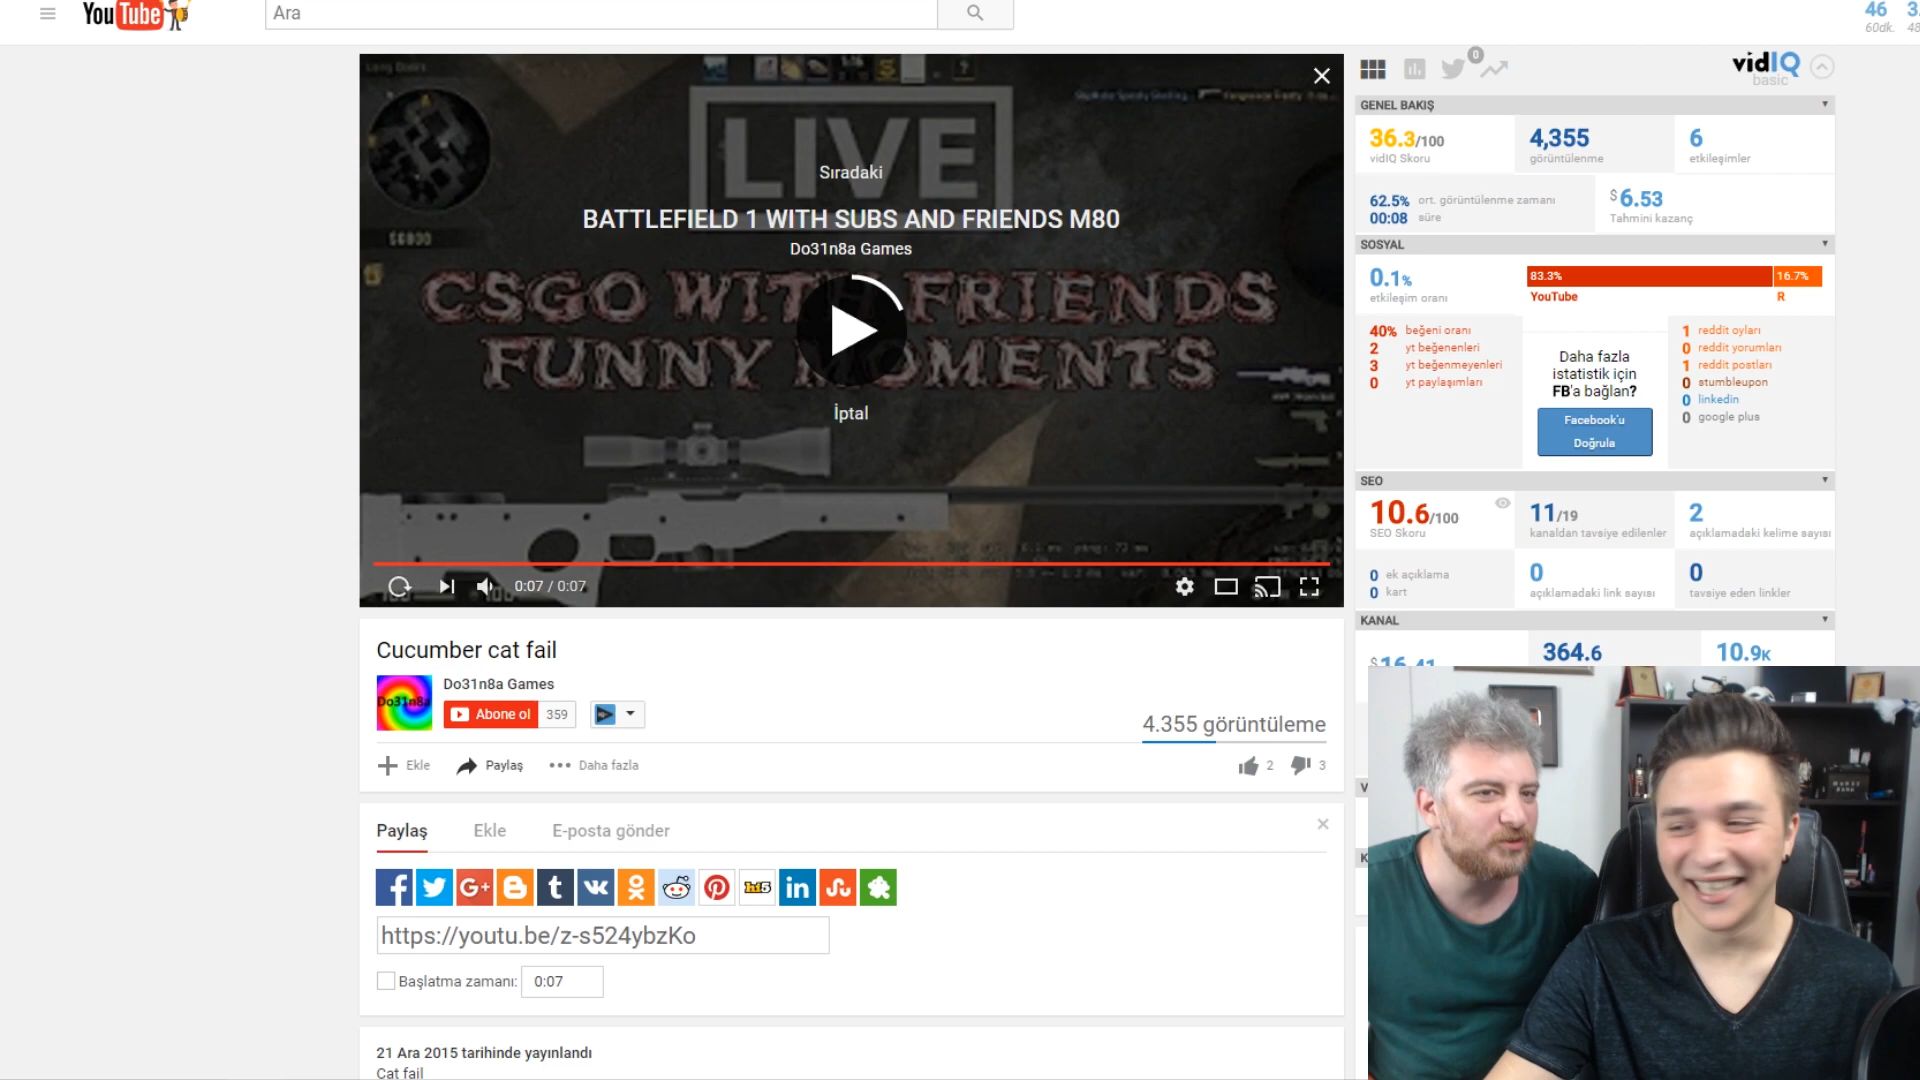 YouTube
Ara
46
60dk.
LIVE
Sıradaki
BATTLEFIELD 1 WITH SUBS AND FRIENDS M80
Do31n8a Games
CSGO WITH FRIENDS
FUNNY MOMENTS
İptal
0:07 / 0:07
Cucumber cat fail
Do31n8a
Do31n8a Games
Abone ol 359
4.355 görüntüleme
Ekle Paylaş Daha fazla
2 3
Paylaş Ekle E-posta gönder
https://youtu.be/z-s524ybzKo
Başlatma zamanı: 0:07
21 Ara 2015 tarihinde yayınlandı
Cat fail
0
vidIQ
basic
GENEL BAKIŞ
36.3/100
vidIQ Skoru
4,355
görüntülenme
6
etkileşimler
62.5% ort. görüntülenme zamanı
00:08 süre
$6.53
Tahmini kazanç
SOSYAL
0.1%
etkileşim oranı
83.3% 16.7%
YouTube R
40% beğeni oranı
2 yt beğenenleri
3 yt beğenmeyenleri
0 yt paylaşımları
Daha fazla
istatistik için
FB'a bağlan?
Facebook'u
Doğrula
1 reddit oyları
0 reddit yorumları
1 reddit postları
0 stumbleupon
0 linkedin
0 google plus
SEO
10.6/100
SEO Skoru
11/19
kanaldan tavsiye edilenler
2
açıklamadaki kelime sayısı
0 ek açıklama
0 kart
0
açıklamadaki link sayısı
0
tavsiye eden linkler
KANAL
$16.41
364.6
10.9K